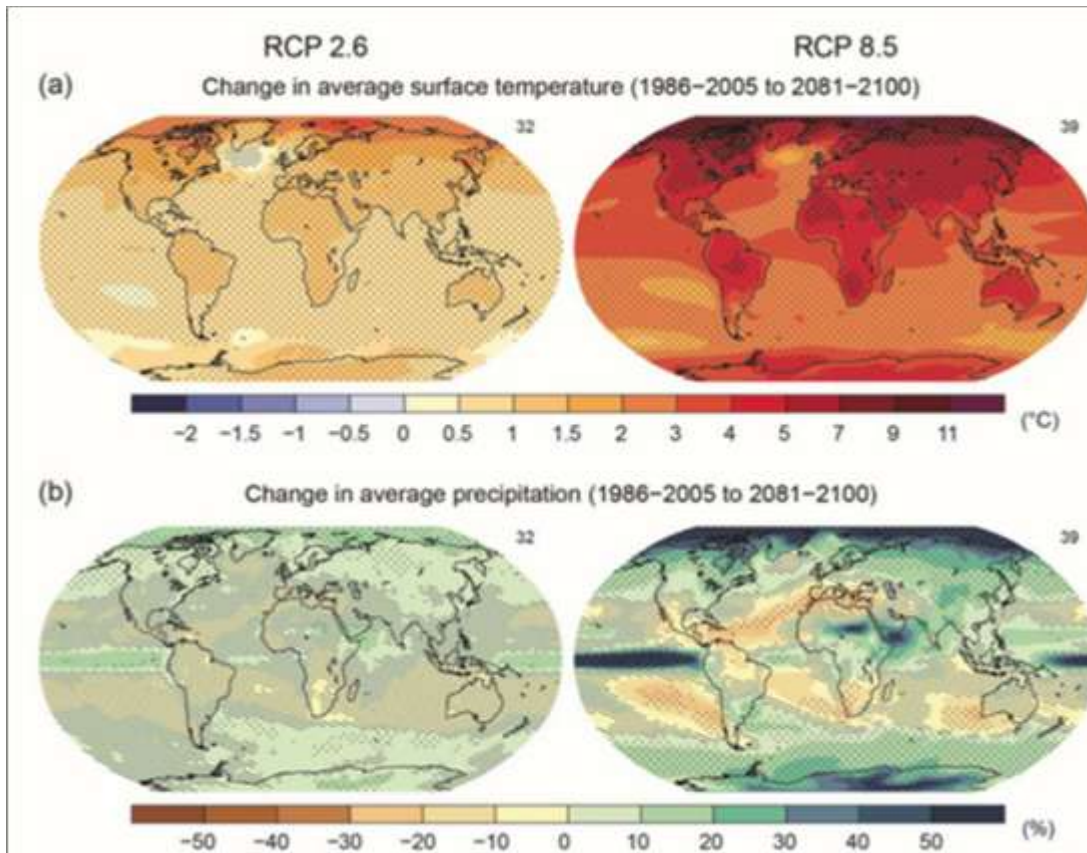 RCP 2.6
RCP 8.5
(a)
Change in average surface temperature (1986−2005 to 2081−2100)
32
39
−2 −1.5 −1 −0.5 0 0.5 1 1.5 2 3 4 5 7 9 11
(°C)
(b)
Change in average precipitation (1986−2005 to 2081−2100)
32
39
−50 −40 −30 −20 −10 0 10 20 30 40 50
(%)